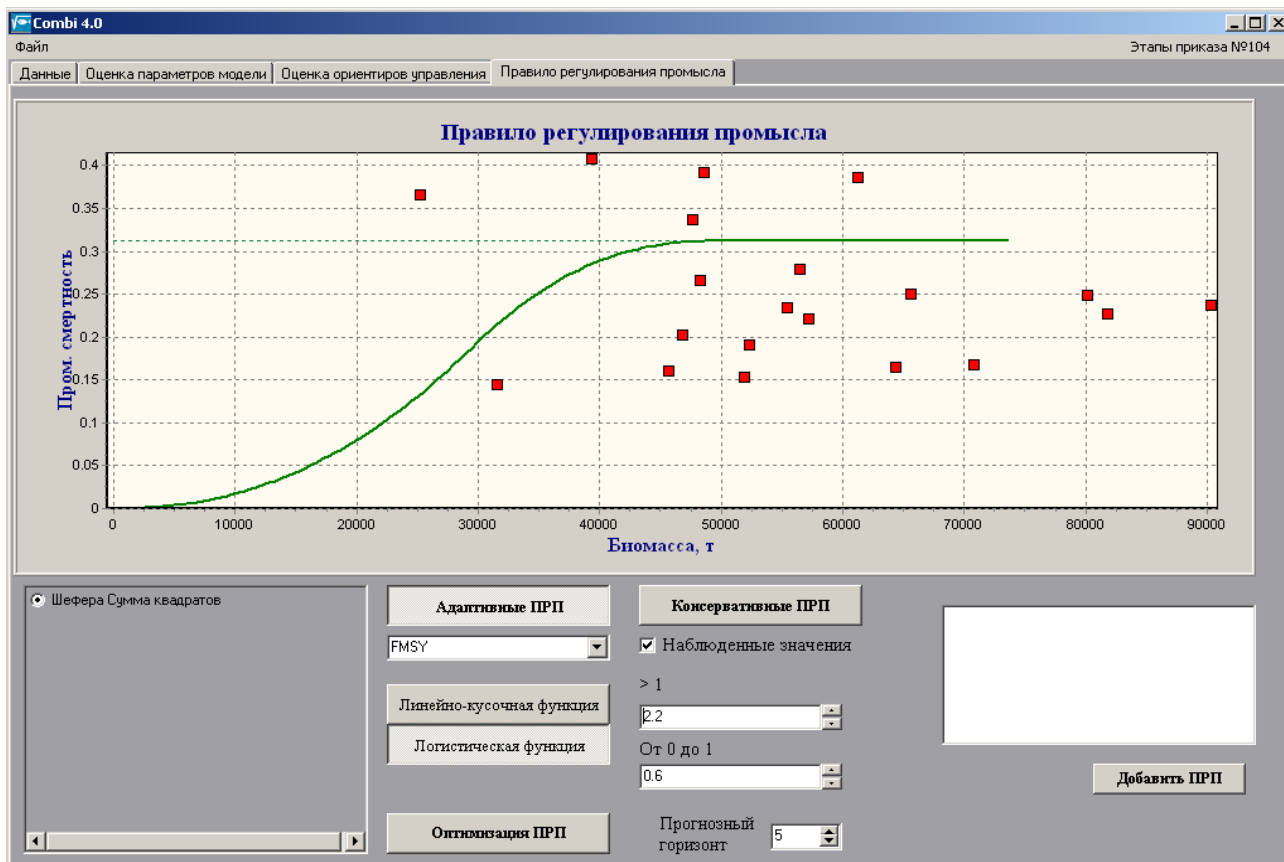 Combi 4.0
Файл
Этапы приказа №104
Данные
Оценка параметров модели
Оценка ориентиров управления
Правило регулирования промысла
Правило регулирования промысла
Пром. смертность
0.4
0.35
0.3
0.25
0.2
0.15
0.1
0.05
0
0 10000 20000 30000 40000 50000 60000 70000 80000 90000
Биомасса, т
Шефера Сумма квадратов
Адаптивные ПРП
FMSY
Линейно-кусочная функция
Логистическая функция
Оптимизация ПРП
Консервативные ПРП
Наблюденные значения
> 1
2.2
От 0 до 1
0.6
Прогнозный
горизонт
5
Добавить ПРП